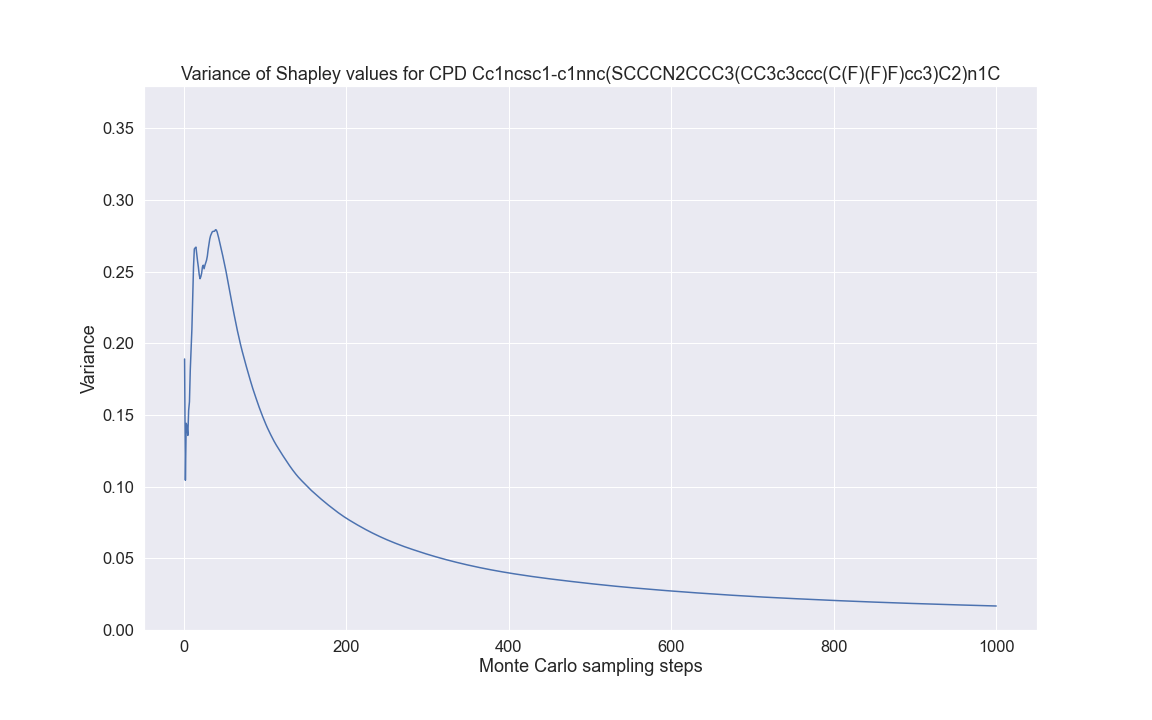 Variance of Shapley values for CPD Cc1ncsc1-c1nnc(SCCCN2CCC3(CC3c3ccc(C(F)(F)F)cc3)C2)n1C
0.35
0.30
0.25
0.20
0.15
0.10
0.05
0.00
Variance
0 200 400 600 800 1000
Monte Carlo sampling steps